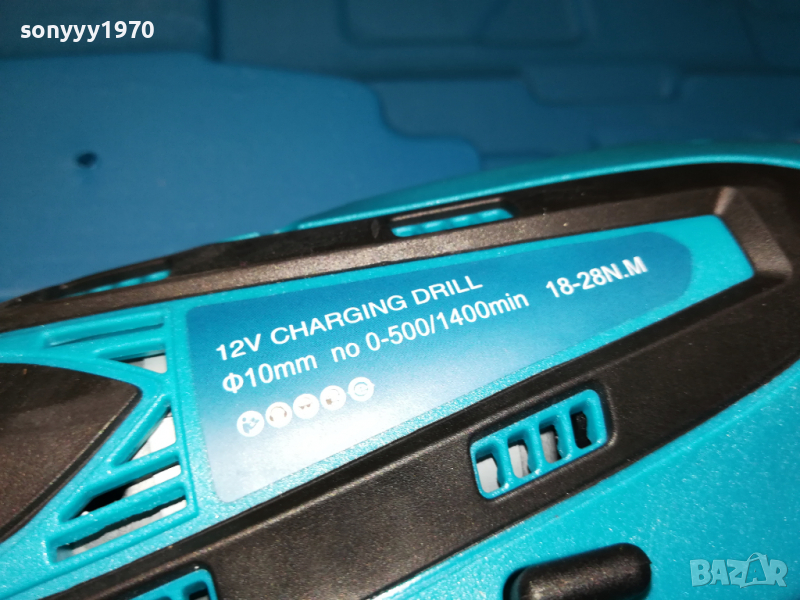 sonyyy1970
12V CHARGING DRILL
Φ10mm no 0-500/1400min 18-28N.M
BAZAR